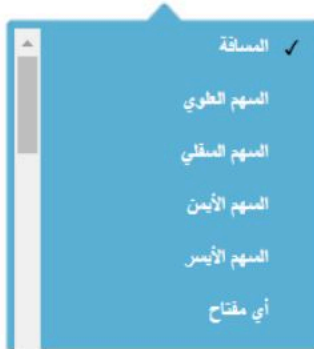 المسافة
السهم العلوي
السهم السفلي
السهم الأيمن
السهم الأيسر
أي مفتاح